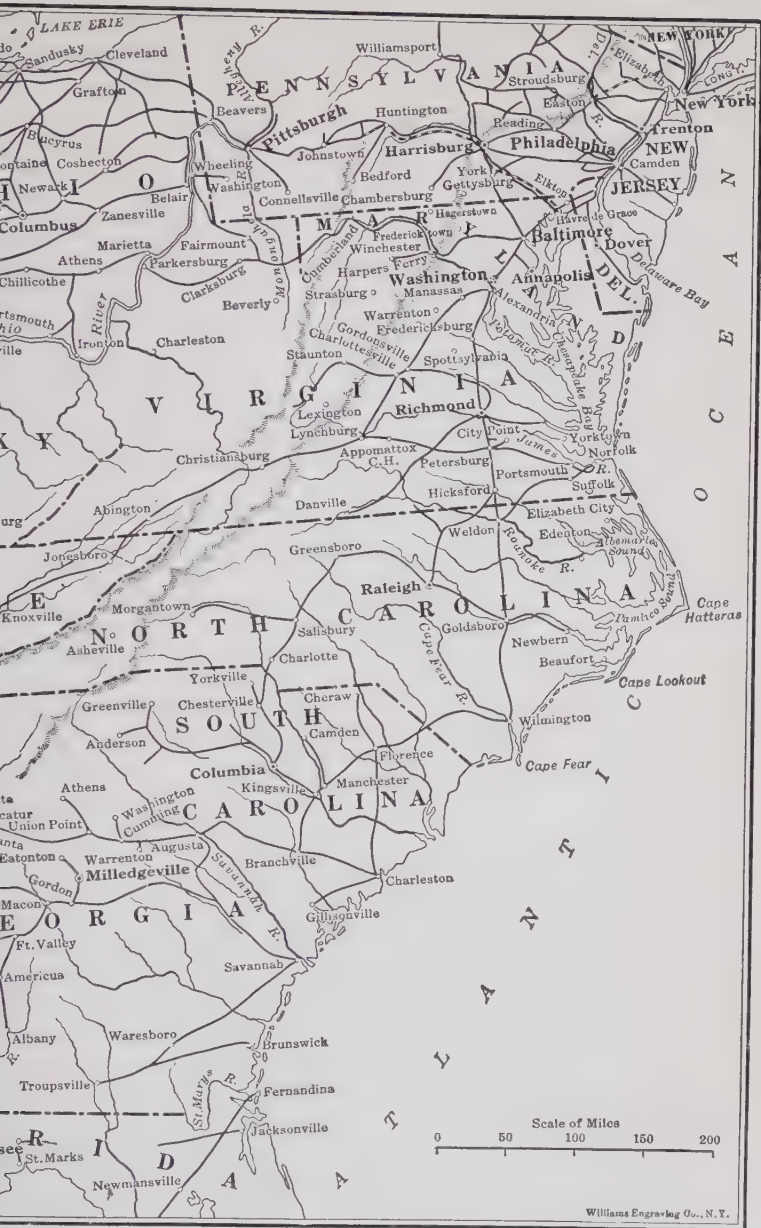 LAKE ERIE
Sandusky
Cleveland
Grafton
Bucyrus
Coshocton
Newark
H I O
Zanesville
Columbus
Belair
Marietta
Athens
Chillicothe
Parkersburg
Ironton
River
Charleston
Williamsport
Allegheny R.
PENNSYLVANIA
Beavers
Pittsburgh
Huntington
Johnstown
Harrisburg
Bedford
Wheeling
Washington
Connellsville
Chambersburg
York
Gettysburg
Reading
Stroudsburg
Easton
Del.
R.
Elizabeth
NEW YORK
LONG I.
New York
Trenton
Philadelphia
Camden
NEW
JERSEY
Elkton
Havre de Grace
Baltimore
Dover
DEL.
Delaware Bay
MARYLAND
Hagerstown
Cumberland
Frederick
town
Winchester
Harpers Ferry
Washington
Annapolis
Fairmount
Clarksburg
Beverly
Strasburg
Manassas
Alexandria
Warrenton
Fredericksburg
Potomac R.
Chesapeake
Bay
Gordonsville
Charlottesville
Staunton
Spottsylvania
VIRGINIA
Lexington
Richmond
Lynchburg
City Point
Yorktown
James
R.
Norfolk
Appomattox
C.H.
Petersburg
Portsmouth
Suffolk
Christiansburg
Hicksford
Abington
Danville
K Y
Jonesboro
Greensboro
Weldon
Roanoke
R.
Elizabeth City
Edenton
Albemarle
Sound
Knoxville
E
Morgantown
Raleigh
NORTH CAROLINA
Asheville
Salisbury
Goldsboro
Pamlico Sound
Cape
Hatteras
Cape Fear R.
Newbern
Charlotte
Beaufort
Cape Lookout
Yorkville
Greenville
Chesterville
Cheraw
SOUTH
Camden
Wilmington
Anderson
Florence
Cape Fear
Columbia
Kingsville
Manchester
CAROLINA
Athens
Washington
Cumming
Union Point
Augusta
Eatonton
Warrenton
Milledgeville
Branchville
Gordon
Savannah
R.
Charleston
Macon
EORGIA
Gillisonville
Ft. Valley
Savannah
Americus
Albany
R.
Waresboro
Brunswick
Troupsville
St. Marys
R.
Fernandina
Jacksonville
St. Marks
R I D A
Newmansville
ATLANTIC
OCEAN
Scale of Miles
0 50 100 150 200
Williams Engraving Co., N.Y.